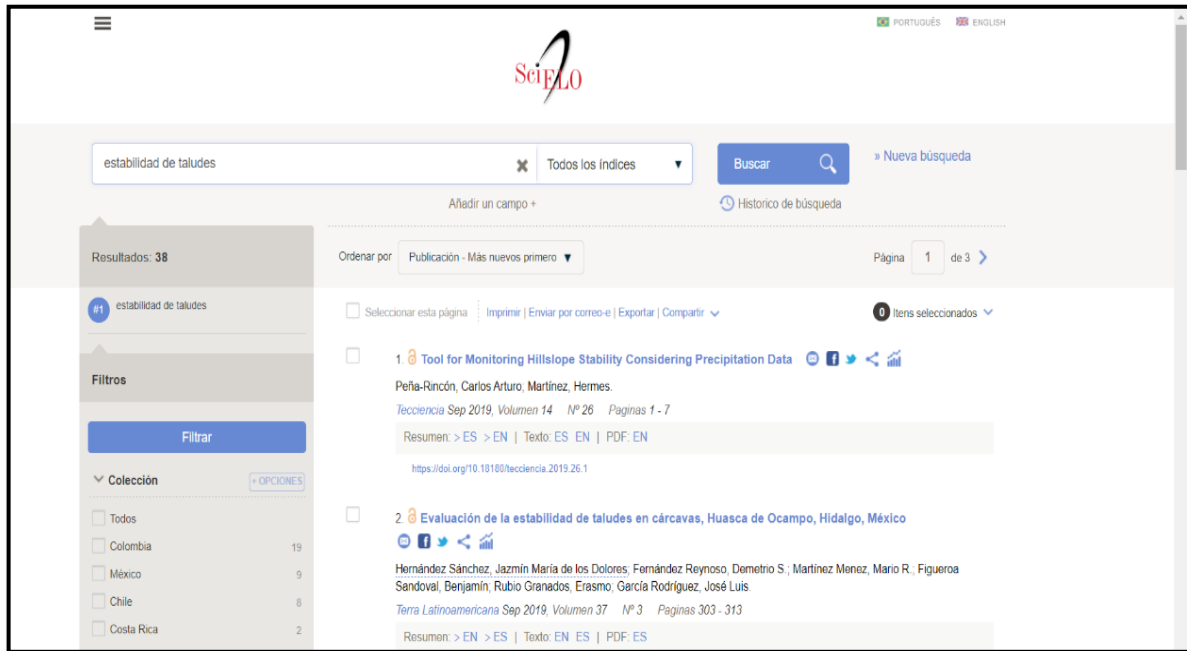 PORTUGUÊS ENGLISH
SciELO
estabilidad de taludes Todos los índices Buscar » Nueva búsqueda
Añadir un campo + Historico de búsqueda
Resultados: 38 Ordenar por Publicación - Más nuevos primero Página 1 de 3
#1 estabilidad de taludes
Seleccionar esta página Imprimir | Enviar por correo-e | Exportar | Compartir 0 Itens seleccionados
Filtros
Filtrar
Colección + OPCIONES
Todos
Colombia 19
México 9
Chile 8
Costa Rica 2
1. Tool for Monitoring Hillslope Stability Considering Precipitation Data
Peña-Rincón, Carlos Arturo; Martínez, Hermes.
Tecciencia Sep 2019, Volumen 14 Nº 26 Paginas 1 - 7
Resumen: > ES > EN | Texto: ES EN | PDF: EN
https://doi.org/10.18180/tecciencia.2019.26.1
2. Evaluación de la estabilidad de taludes en cárcavas, Huasca de Ocampo, Hidalgo, México
Hernández Sánchez, Jazmín María de los Dolores; Fernández Reynoso, Demetrio S.; Martínez Menez, Mario R.; Figueroa
Sandoval, Benjamín; Rubio Granados, Erasmo; García Rodríguez, José Luis.
Terra Latinoamericana Sep 2019, Volumen 37 Nº 3 Paginas 303 - 313
Resumen: > EN > ES | Texto: EN ES | PDF: ES